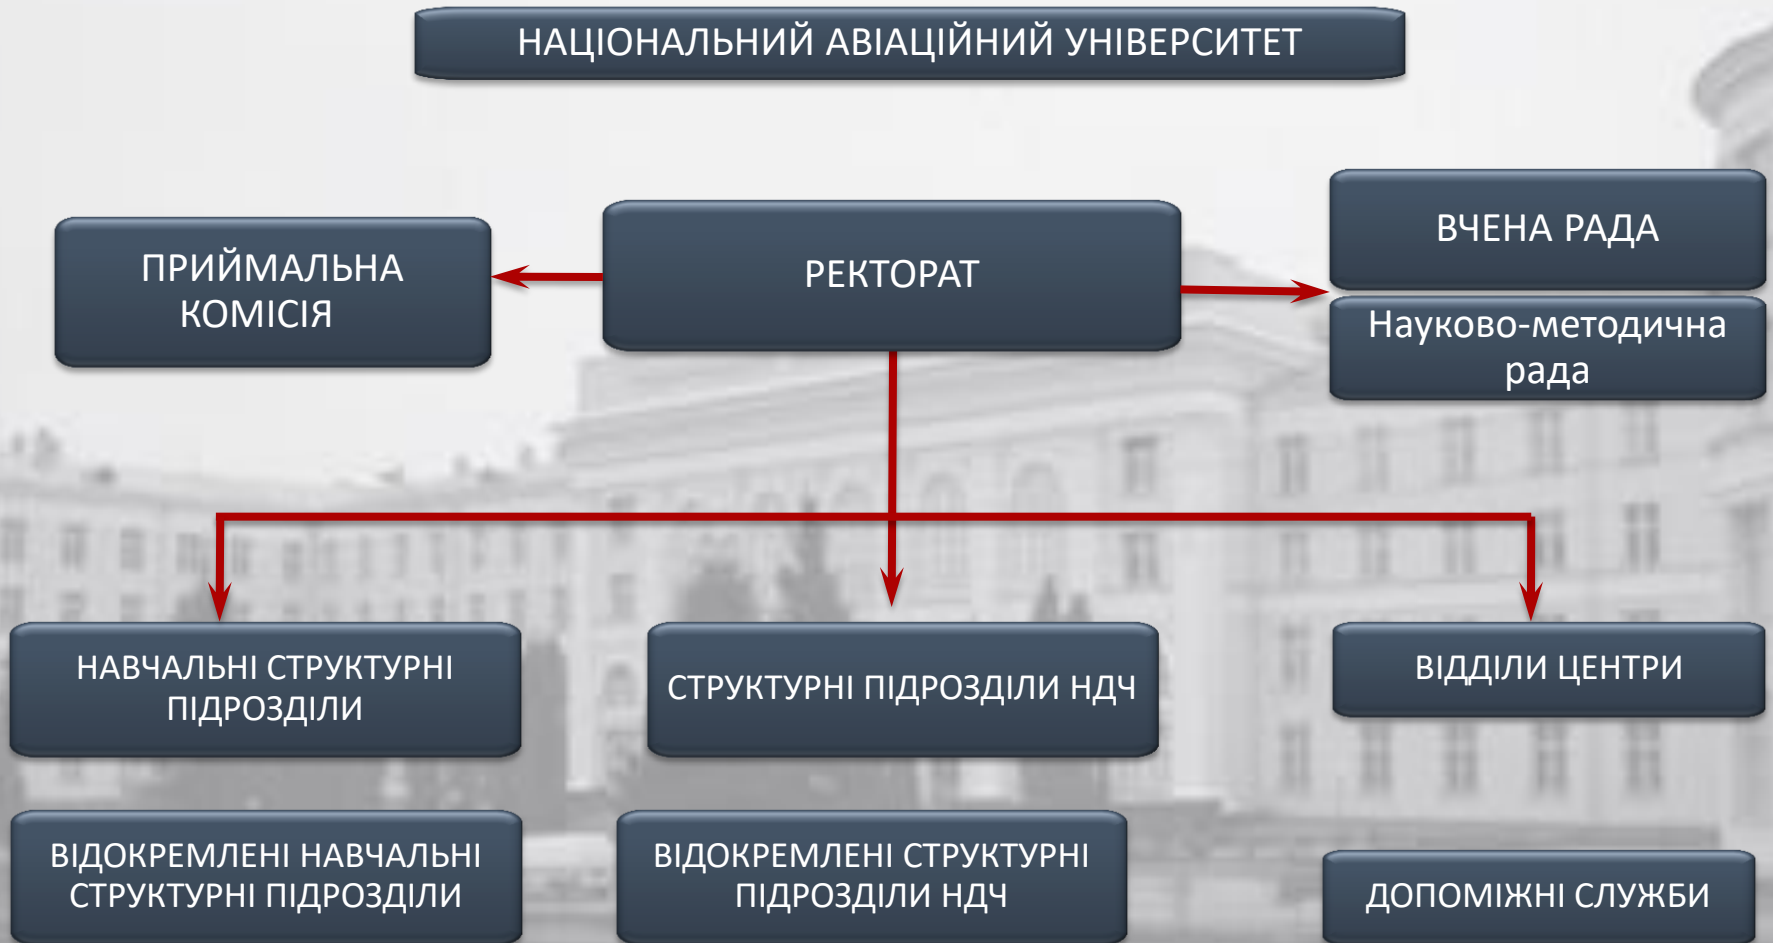 НАЦІОНАЛЬНИЙ АВІАЦІЙНИЙ УНІВЕРСИТЕТ
ПРИЙМАЛЬНА
КОМІСІЯ
РЕКТОРАТ
ВЧЕНА РАДА
Науково-методична
рада
НАВЧАЛЬНІ СТРУКТУРНІ
ПІДРОЗДІЛИ
СТРУКТУРНІ ПІДРОЗДІЛИ НДЧ
ВІДДІЛИ ЦЕНТРИ
ВІДОКРЕМЛЕНІ НАВЧАЛЬНІ
СТРУКТУРНІ ПІДРОЗДІЛИ
ВІДОКРЕМЛЕНІ СТРУКТУРНІ
ПІДРОЗДІЛИ НДЧ
ДОПОМІЖНІ СЛУЖБИ